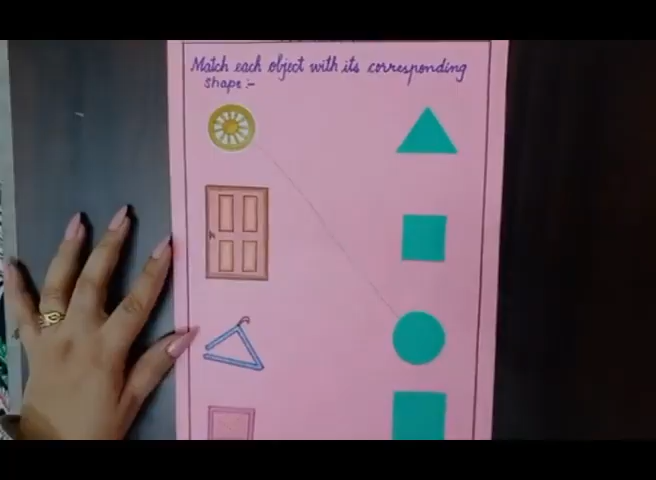 Match each object with its corresponding
shape :-